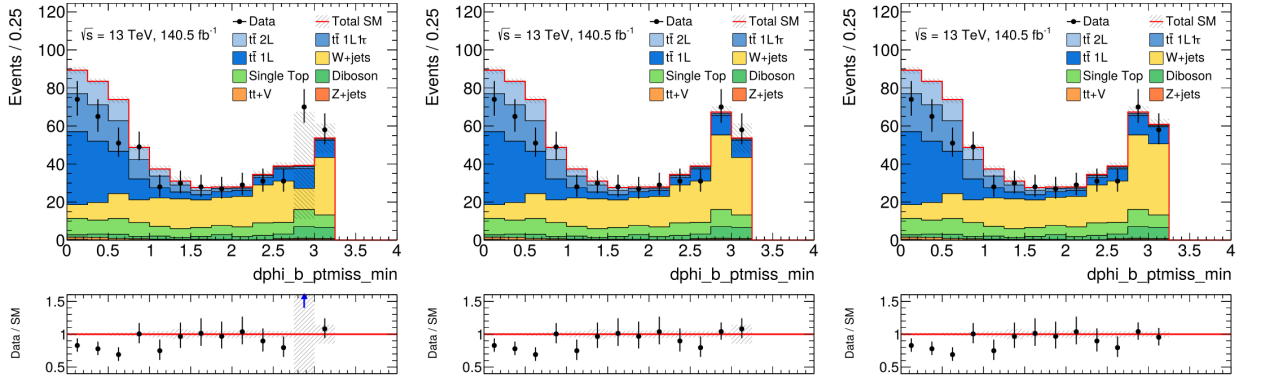 Events / 0.25
120
100
80
60
40
20
0
√s = 13 TeV, 140.5 fb⁻¹
Data Total SM
tt̄ 2L tt̄ 1L1τ
tt̄ 1L W+jets
Single Top Diboson
tt+V Z+jets
0 0.5 1 1.5 2 2.5 3 3.5 4
dphi_b_ptmiss_min
Data / SM
1.5
1
0.5
Events / 0.25
120
100
80
60
40
20
0
√s = 13 TeV, 140.5 fb⁻¹
Data Total SM
tt̄ 2L tt̄ 1L1τ
tt̄ 1L W+jets
Single Top Diboson
tt+V Z+jets
0 0.5 1 1.5 2 2.5 3 3.5 4
dphi_b_ptmiss_min
Data / SM
1.5
1
0.5
Events / 0.25
120
100
80
60
40
20
0
√s = 13 TeV, 140.5 fb⁻¹
Data Total SM
tt̄ 2L tt̄ 1L1τ
tt̄ 1L W+jets
Single Top Diboson
tt+V Z+jets
0 0.5 1 1.5 2 2.5 3 3.5 4
dphi_b_ptmiss_min
Data / SM
1.5
1
0.5